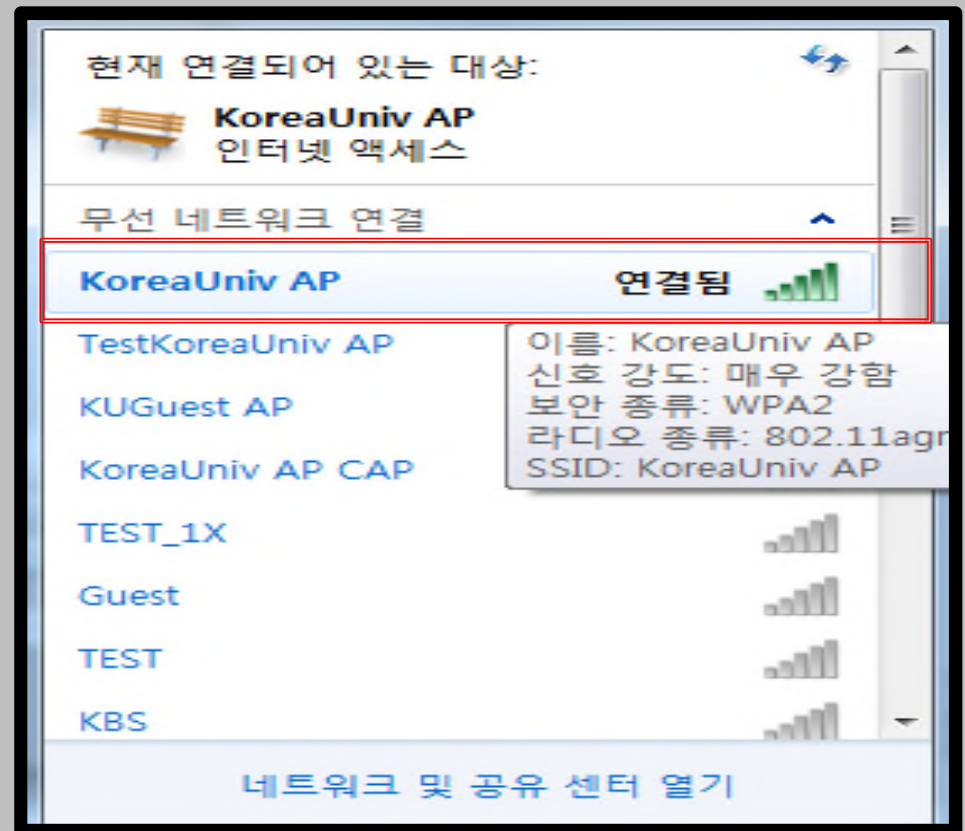 현재 연결되어 있는 대상:
KoreaUniv AP
인터넷 액세스
무선 네트워크 연결
KoreaUniv AP 연결됨
TestKoreaUniv AP
이름: KoreaUniv AP
신호 강도: 매우 강함
보안 종류: WPA2
라디오 종류: 802.11agn
SSID: KoreaUniv AP
KUGuest AP
KoreaUniv AP CAP
TEST_1X
Guest
TEST
KBS
네트워크 및 공유 센터 열기